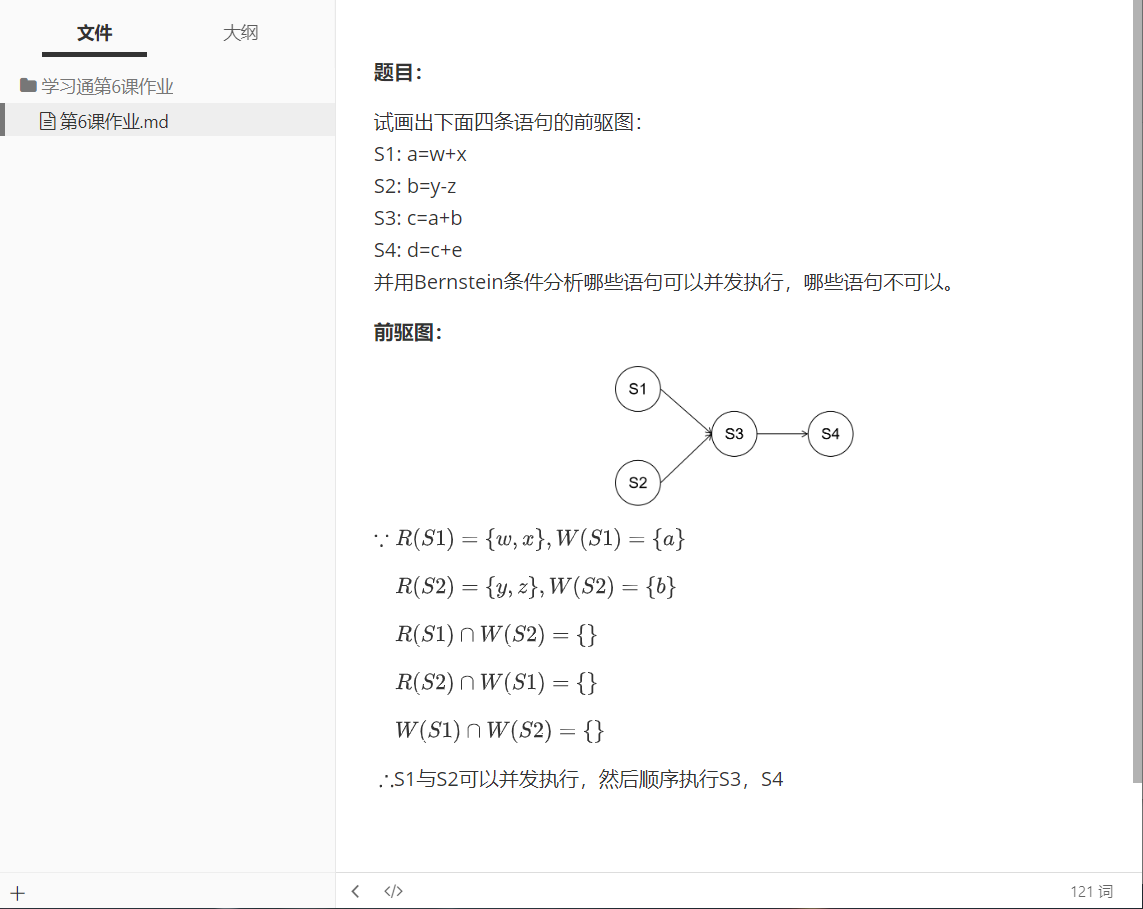 文件
大纲
学习通第6课作业
第6课作业.md
题目：
试画出下面四条语句的前驱图：
S1: a=w+x
S2: b=y-z
S3: c=a+b
S4: d=c+e
并用Bernstein条件分析哪些语句可以并发执行，哪些语句不可以。
前驱图：
S1
S3
S4
S2
∵ R(S1) = {w, x}, W(S1) = {a}
R(S2) = {y, z}, W(S2) = {b}
R(S1) ∩ W(S2) = {}
R(S2) ∩ W(S1) = {}
W(S1) ∩ W(S2) = {}
∴S1与S2可以并发执行，然后顺序执行S3，S4
+
< </>
121 词